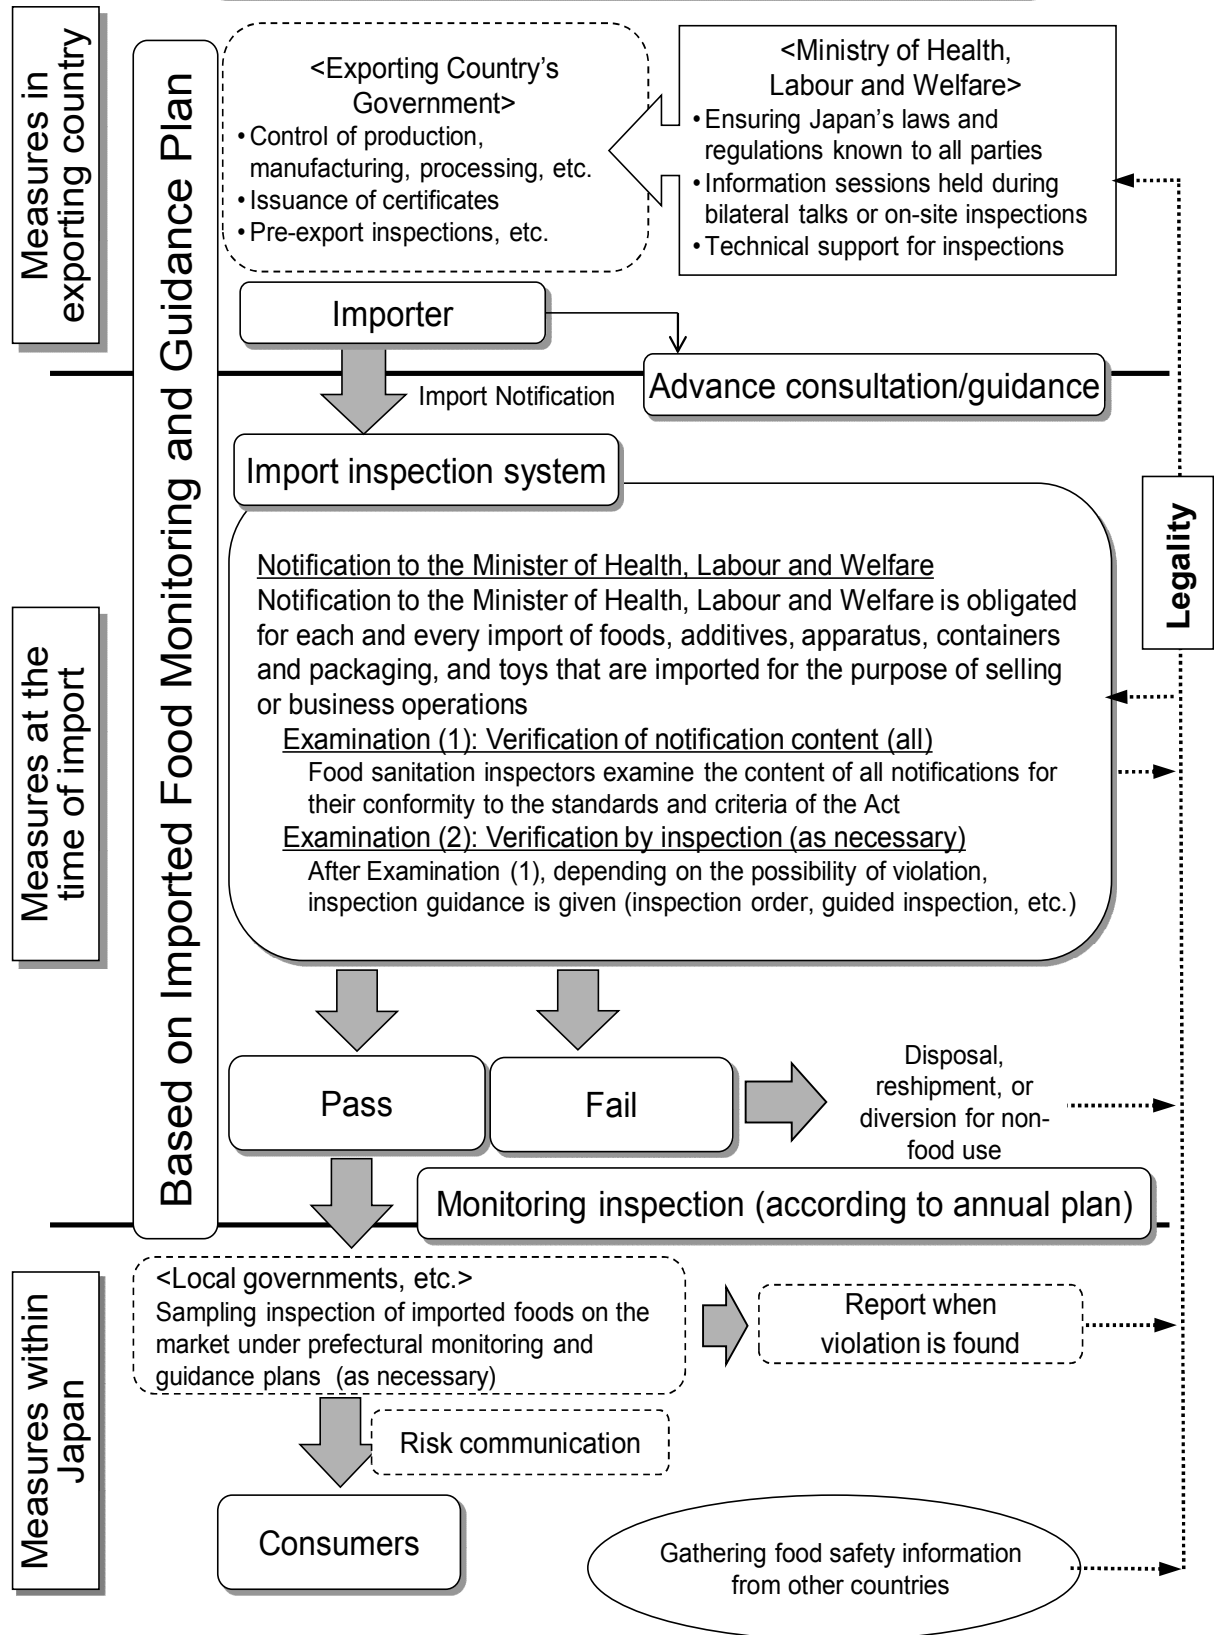 Measures in
exporting country
Based on Imported Food Monitoring and Guidance Plan
<Exporting Country's
Government>
• Control of production,
manufacturing, processing, etc.
• Issuance of certificates
• Pre-export inspections, etc.
<Ministry of Health,
Labour and Welfare>
• Ensuring Japan's laws and
regulations known to all parties
• Information sessions held during
bilateral talks or on-site inspections
• Technical support for inspections
Importer
Import Notification
Advance consultation/guidance
Legality
Measures at the
time of import
Import inspection system
Notification to the Minister of Health, Labour and Welfare
Notification to the Minister of Health, Labour and Welfare is obligated
for each and every import of foods, additives, apparatus, containers
and packaging, and toys that are imported for the purpose of selling
or business operations
Examination (1): Verification of notification content (all)
Food sanitation inspectors examine the content of all notifications for
their conformity to the standards and criteria of the Act
Examination (2): Verification by inspection (as necessary)
After Examination (1), depending on the possibility of violation,
inspection guidance is given (inspection order, guided inspection, etc.)
Pass
Fail
Disposal,
reshipment, or
diversion for non-
food use
Monitoring inspection (according to annual plan)
Measures within
Japan
<Local governments, etc.>
Sampling inspection of imported foods on the
market under prefectural monitoring and
guidance plans (as necessary)
Report when
violation is found
Risk communication
Consumers
Gathering food safety information
from other countries